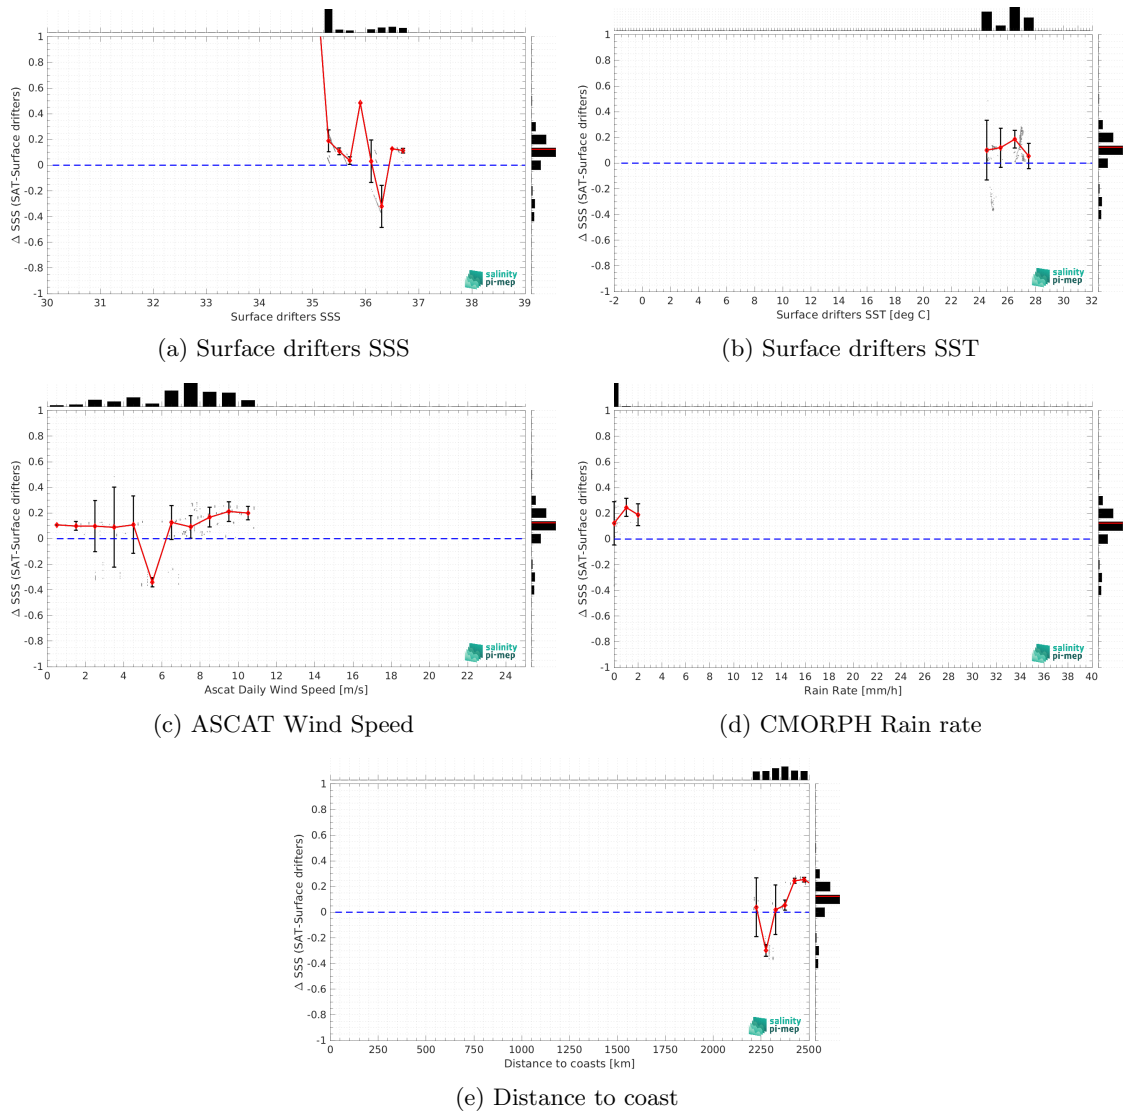 Δ SSS (SAT-Surface drifters)
1
0.8
0.6
0.4
0.2
0
-0.2
-0.4
-0.6
-0.8
-1
salinity
pi-mep
30 31 32 33 34 35 36 37 38 39
Surface drifters SSS
(a) Surface drifters SSS
Δ SSS (SAT-Surface drifters)
1
0.8
0.6
0.4
0.2
0
-0.2
-0.4
-0.6
-0.8
-1
salinity
pi-mep
-2 0 2 4 6 8 10 12 14 16 18 20 22 24 26 28 30 32
Surface drifters SST [deg C]
(b) Surface drifters SST
Δ SSS (SAT-Surface drifters)
1
0.8
0.6
0.4
0.2
0
-0.2
-0.4
-0.6
-0.8
-1
salinity
pi-mep
0 2 4 6 8 10 12 14 16 18 20 22 24
Ascat Daily Wind Speed [m/s]
(c) ASCAT Wind Speed
Δ SSS (SAT-Surface drifters)
1
0.8
0.6
0.4
0.2
0
-0.2
-0.4
-0.6
-0.8
-1
salinity
pi-mep
0 2 4 6 8 10 12 14 16 18 20 22 24 26 28 30 32 34 36 38 40
Rain Rate [mm/h]
(d) CMORPH Rain rate
Δ SSS (SAT-Surface drifters)
1
0.8
0.6
0.4
0.2
0
-0.2
-0.4
-0.6
-0.8
-1
salinity
pi-mep
0 250 500 750 1000 1250 1500 1750 2000 2250 2500
Distance to coasts [km]
(e) Distance to coast